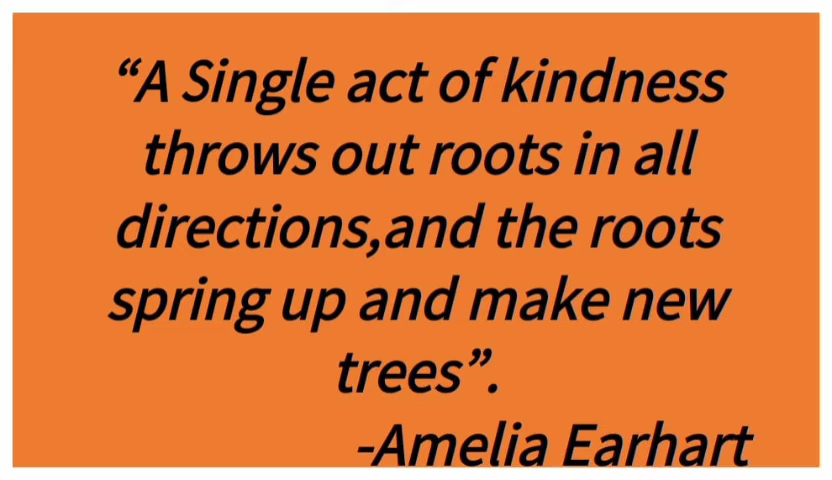 “A Single act of kindness
throws out roots in all
directions,and the roots
spring up and make new
trees”.
-Amelia Earhart